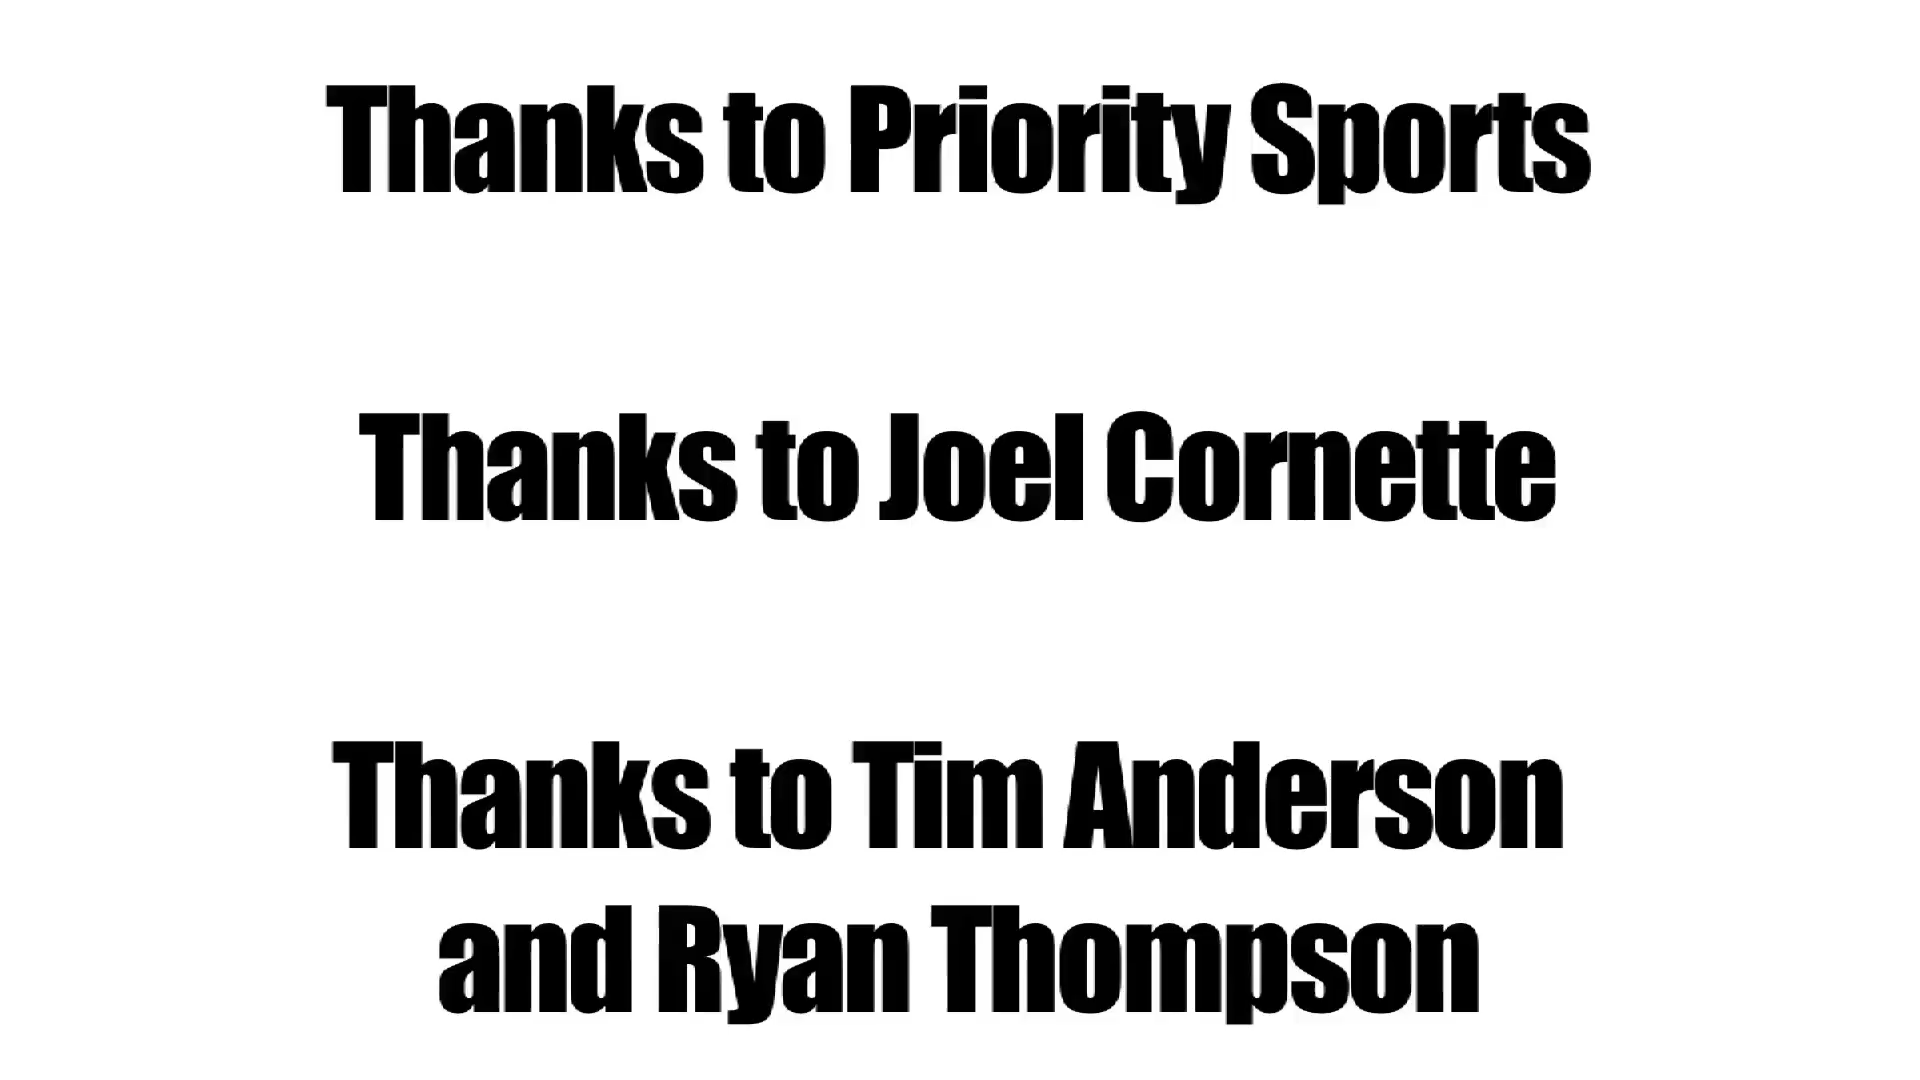 Thanks to Priority Sports
Thanks to Joel Cornette
Thanks to Tim Anderson
and Ryan Thompson